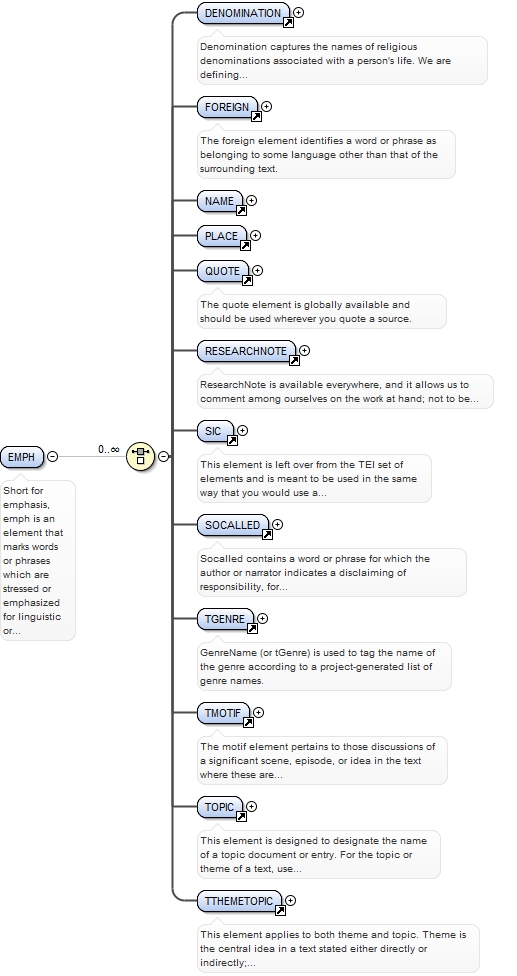 DENOMINATION
Denomination captures the names of religious
denominations associated with a person's life. We are
defining...
FOREIGN
The foreign element identifies a word or phrase as
belonging to some language other than that of the
surrounding text.
NAME
PLACE
QUOTE
The quote element is globally available and
should be used wherever you quote a source.
RESEARCHNOTE
ResearchNote is available everywhere, and it allows us to
comment among ourselves on the work at hand; not to be...
SIC
This element is left over from the TEI set of
elements and is meant to be used in the same
way that you would use a...
EMPH
0..∞
Short for
emphasis,
emph is an
element that
marks words
or phrases
which are
stressed or
emphasized
for linguistic
or...
SOCALLED
Socalled contains a word or phrase for which the
author or narrator indicates a disclaiming of
responsibility, for...
TGENRE
GenreName (or tGenre) is used to tag the name of
the genre according to a project-generated list of
genre names.
TMOTIF
The motif element pertains to those discussions of
a significant scene, episode, or idea in the text
where these are...
TOPIC
This element is designed to designate the name
of a topic document or entry. For the topic or
theme of a text, use...
TTHEMETOPIC
This element applies to both theme and topic. Theme is
the central idea in a text stated either directly or
indirectly;...